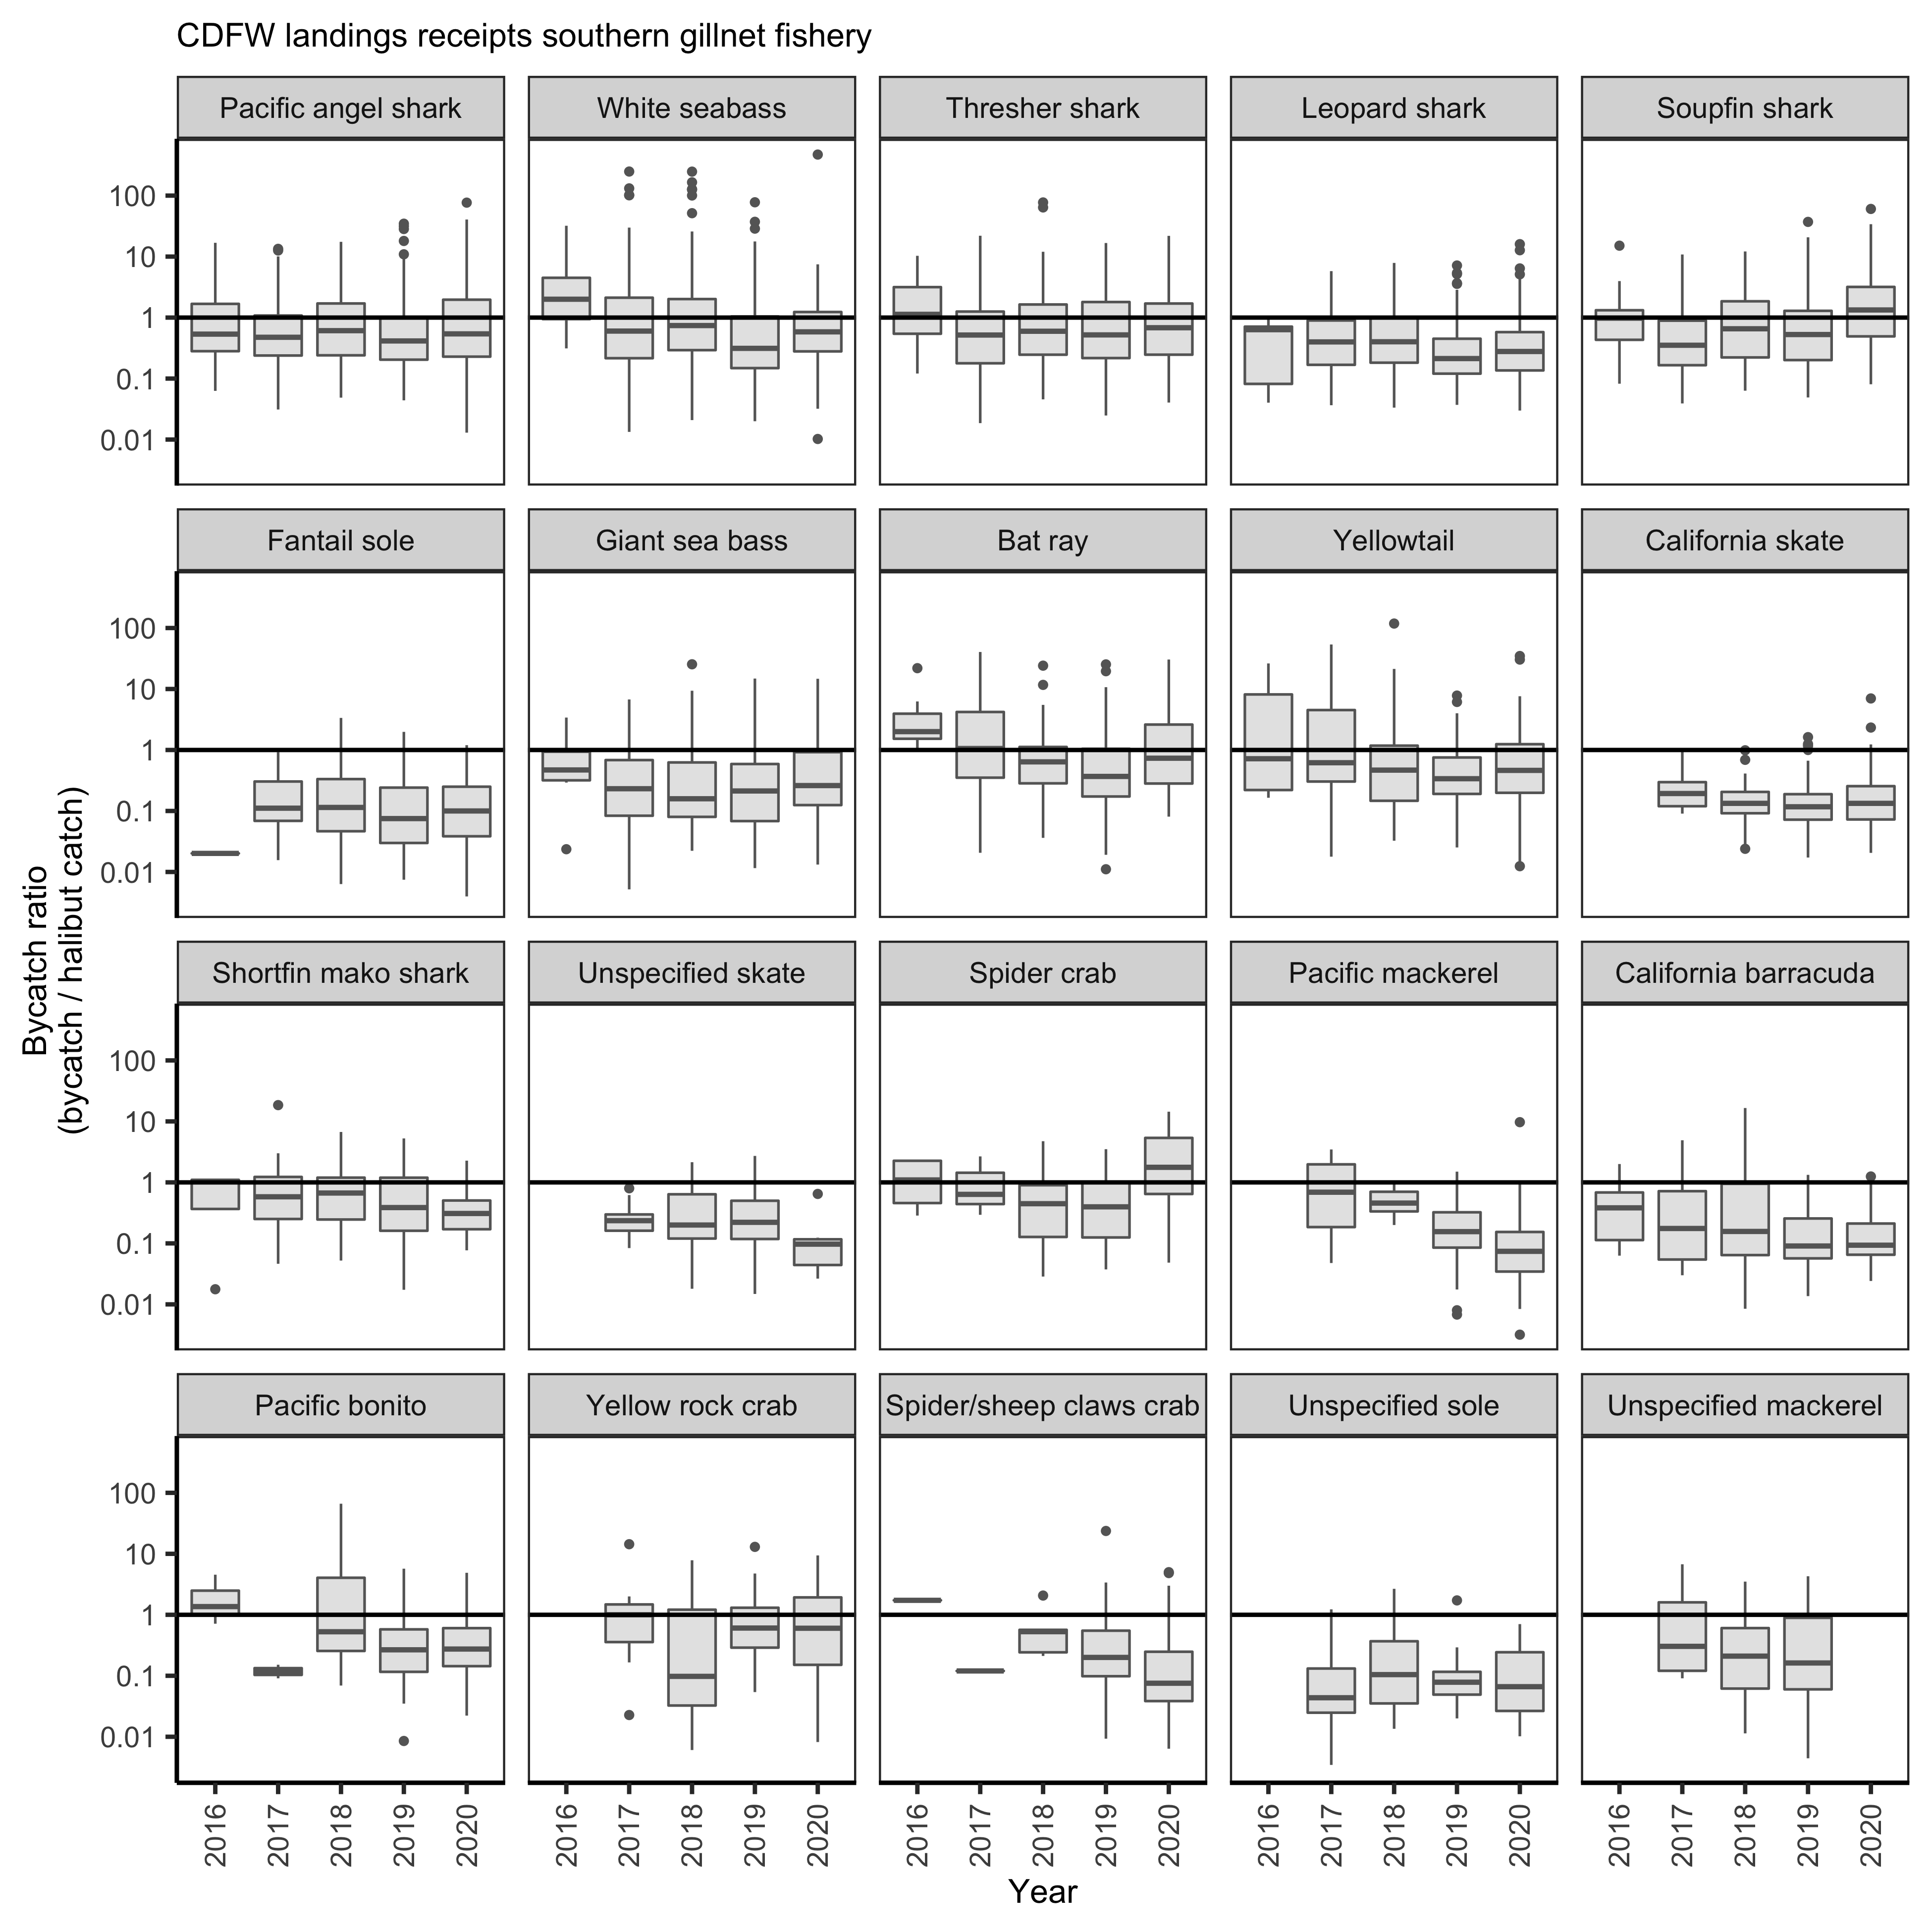 CDFW landings receipts southern gillnet fishery
Pacific angel shark
White seabass
Thresher shark
Leopard shark
Soupfin shark
100
10
1
0.1
0.01
Fantail sole
Giant sea bass
Bat ray
Yellowtail
California skate
100
10
1
0.1
0.01
Bycatch ratio
(bycatch / halibut catch)
Shortfin mako shark
Unspecified skate
Spider crab
Pacific mackerel
California barracuda
100
10
1
0.1
0.01
Pacific bonito
Yellow rock crab
Spider/sheep claws crab
Unspecified sole
Unspecified mackerel
100
10
1
0.1
0.01
2016 2017 2018 2019 2020
2016 2017 2018 2019 2020
2016 2017 2018 2019 2020
2016 2017 2018 2019 2020
2016 2017 2018 2019 2020
Year